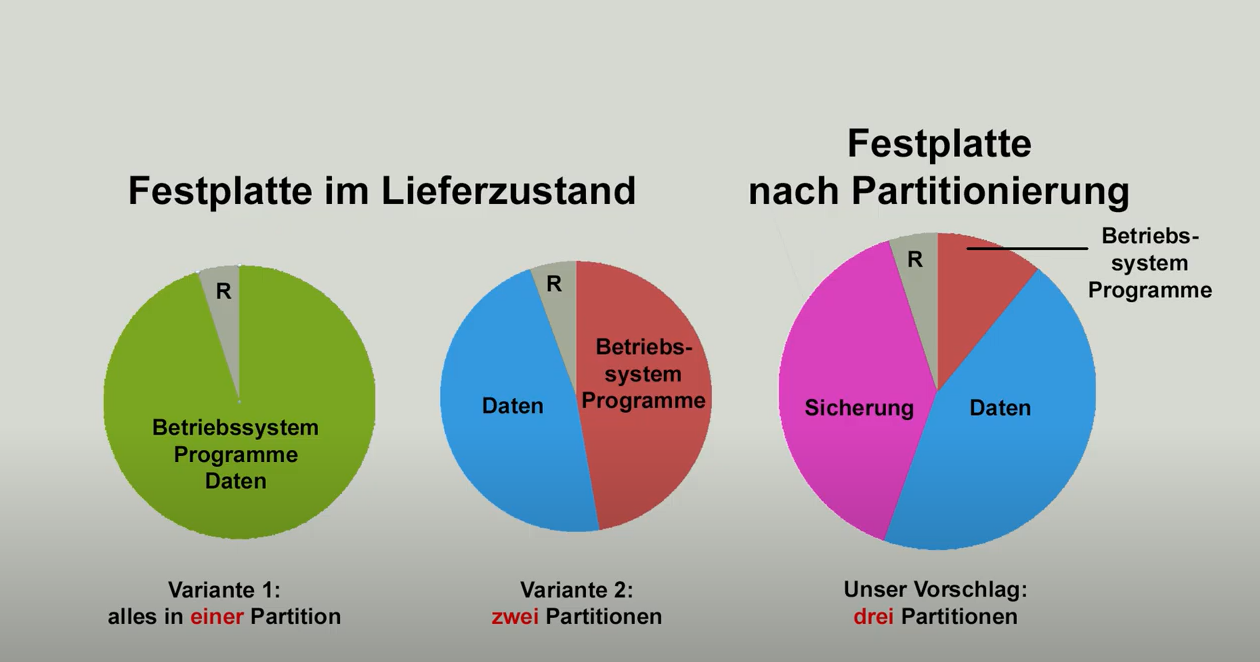 Festplatte im Lieferzustand
Festplatte
nach Partitionierung
R
Betriebssystem
Programme
Daten
R
Daten
Betriebs-
system
Programme
R
Sicherung
Daten
Betriebs-
system
Programme
Variante 1:
alles in einer Partition
Variante 2:
zwei Partitionen
Unser Vorschlag:
drei Partitionen